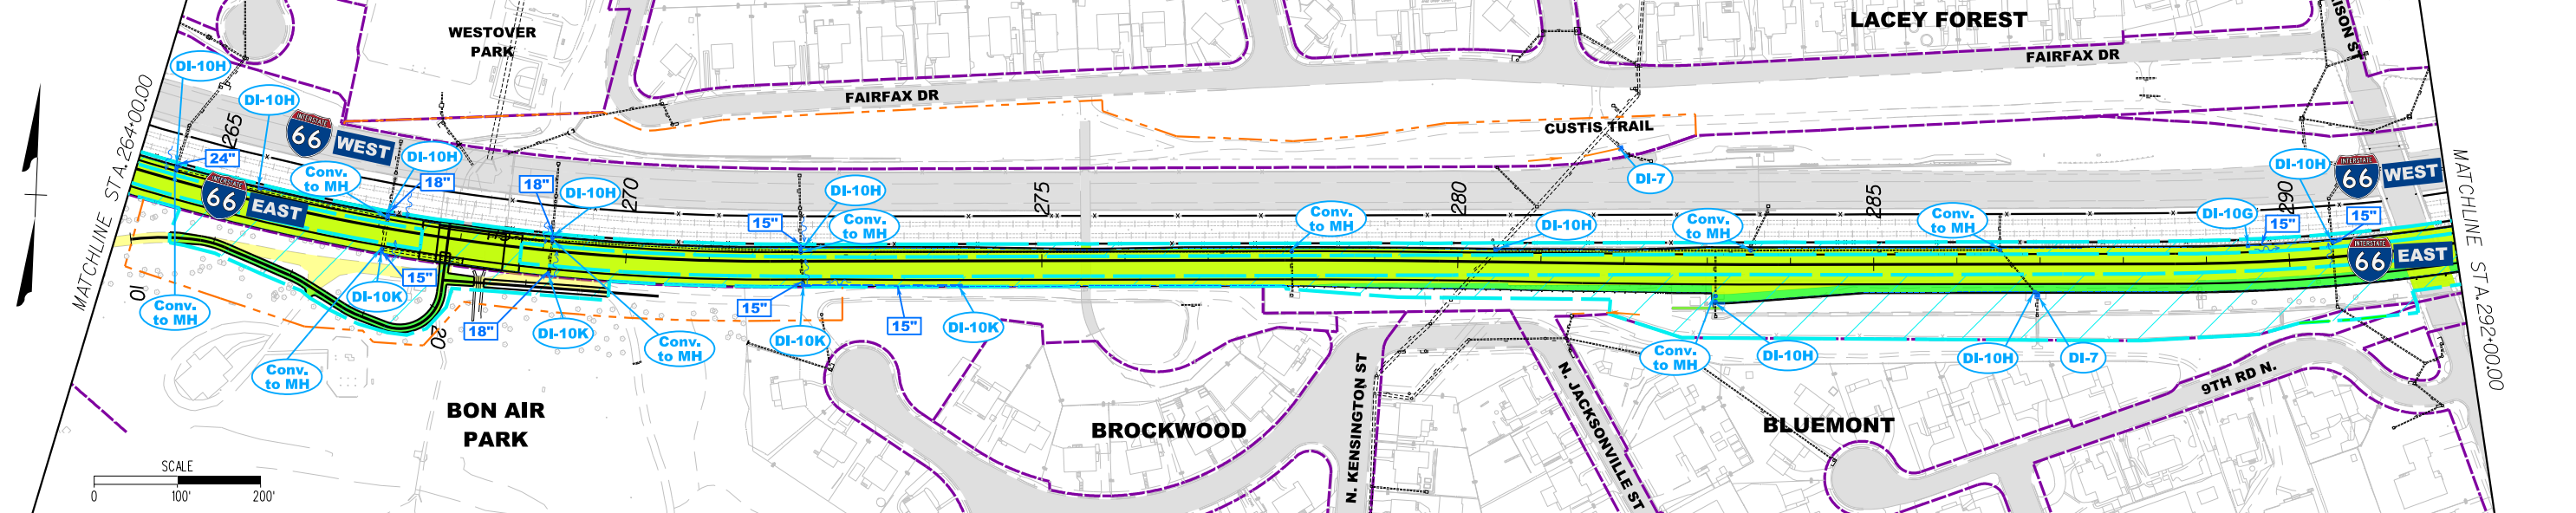 WESTOVER
PARK
LACEY FOREST
FAIRFAX DR
FAIRFAX DR
CUSTIS TRAIL
MATCHLINE STA. 264+00.00
MATCHLINE STA. 292+00.00
DI-10H
DI-10H
265
INTERSTATE
66
WEST
24"
Conv.
to MH
DI-10H
18"
18"
DI-10H
270
INTERSTATE
66
EAST
15"
DI-10H
Conv.
to MH
275
Conv.
to MH
280
DI-10H
DI-7
Conv.
to MH
285
Conv.
to MH
DI-10H
290
DI-10G
15"
15"
INTERSTATE
66
WEST
INTERSTATE
66
EAST
10
Conv.
to MH
Conv.
to MH
DI-10K
15"
20
18"
DI-10K
Conv.
to MH
15"
DI-10K
15"
DI-10K
Conv.
to MH
DI-10H
DI-10H
DI-7
BON AIR
PARK
BROCKWOOD
N. KENSINGTON ST
N. JACKSONVILLE ST
BLUEMONT
9TH RD N.
SCALE
0 100' 200'